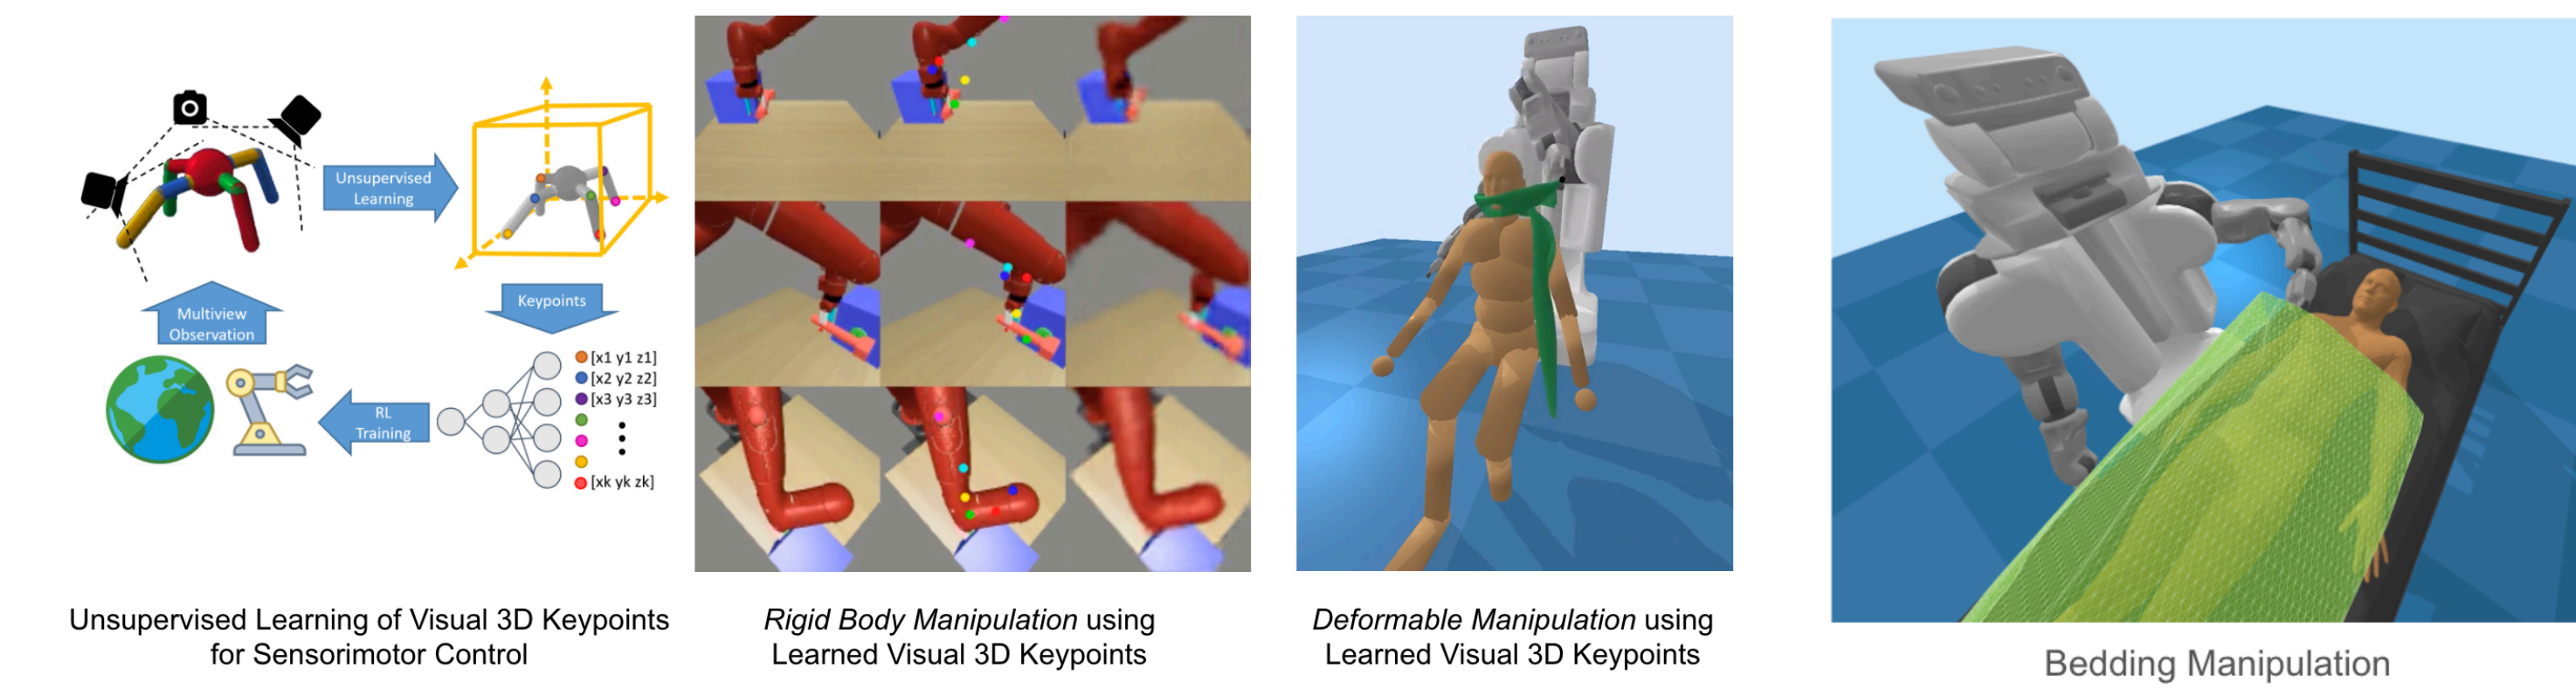 Unsupervised
Learning
Multiview
Observation
Keypoints
RL
Training
[x1 y1 z1]
[x2 y2 z2]
[x3 y3 z3]
[xk yk zk]
Unsupervised Learning of Visual 3D Keypoints
for Sensorimotor Control
Rigid Body Manipulation using
Learned Visual 3D Keypoints
Deformable Manipulation using
Learned Visual 3D Keypoints
Bedding Manipulation